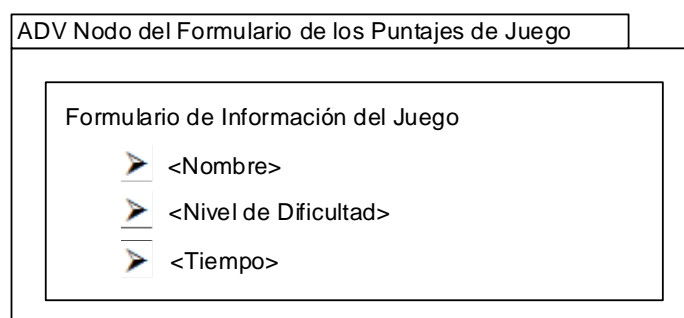 ADV Nodo del Formulario de los Puntajes de Juego
Formulario de Información del Juego
<Nombre>
<Nivel de Dificultad>
<Tiempo>